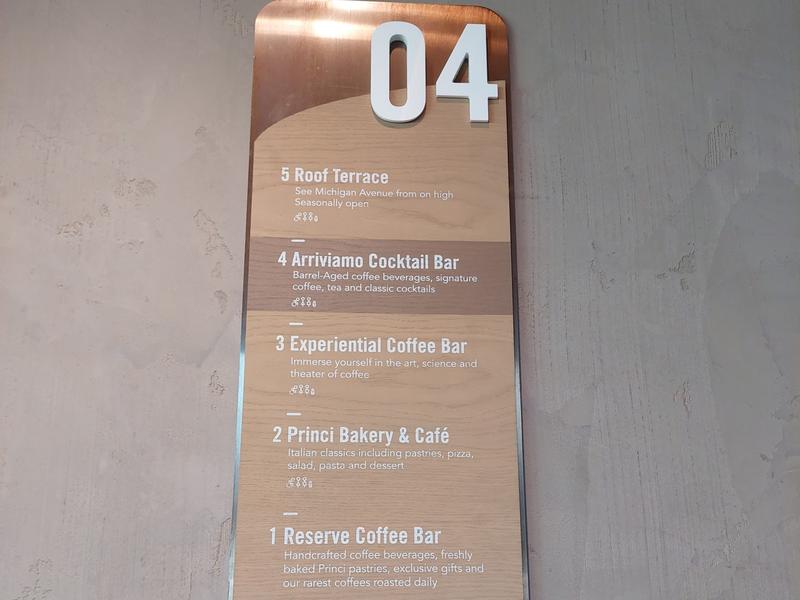 04
5 Roof Terrace
See Michigan Avenue from on high
Seasonally open
4 Arriviamo Cocktail Bar
Barrel-Aged coffee beverages, signature
coffee, tea and classic cocktails
3 Experiential Coffee Bar
Immerse yourself in the art, science and
theater of coffee
2 Princi Bakery & Café
Italian classics including pastries, pizza,
salad, pasta and dessert
1 Reserve Coffee Bar
Handcrafted coffee beverages, freshly
baked Princi pastries, exclusive gifts and
our rarest coffees roasted daily